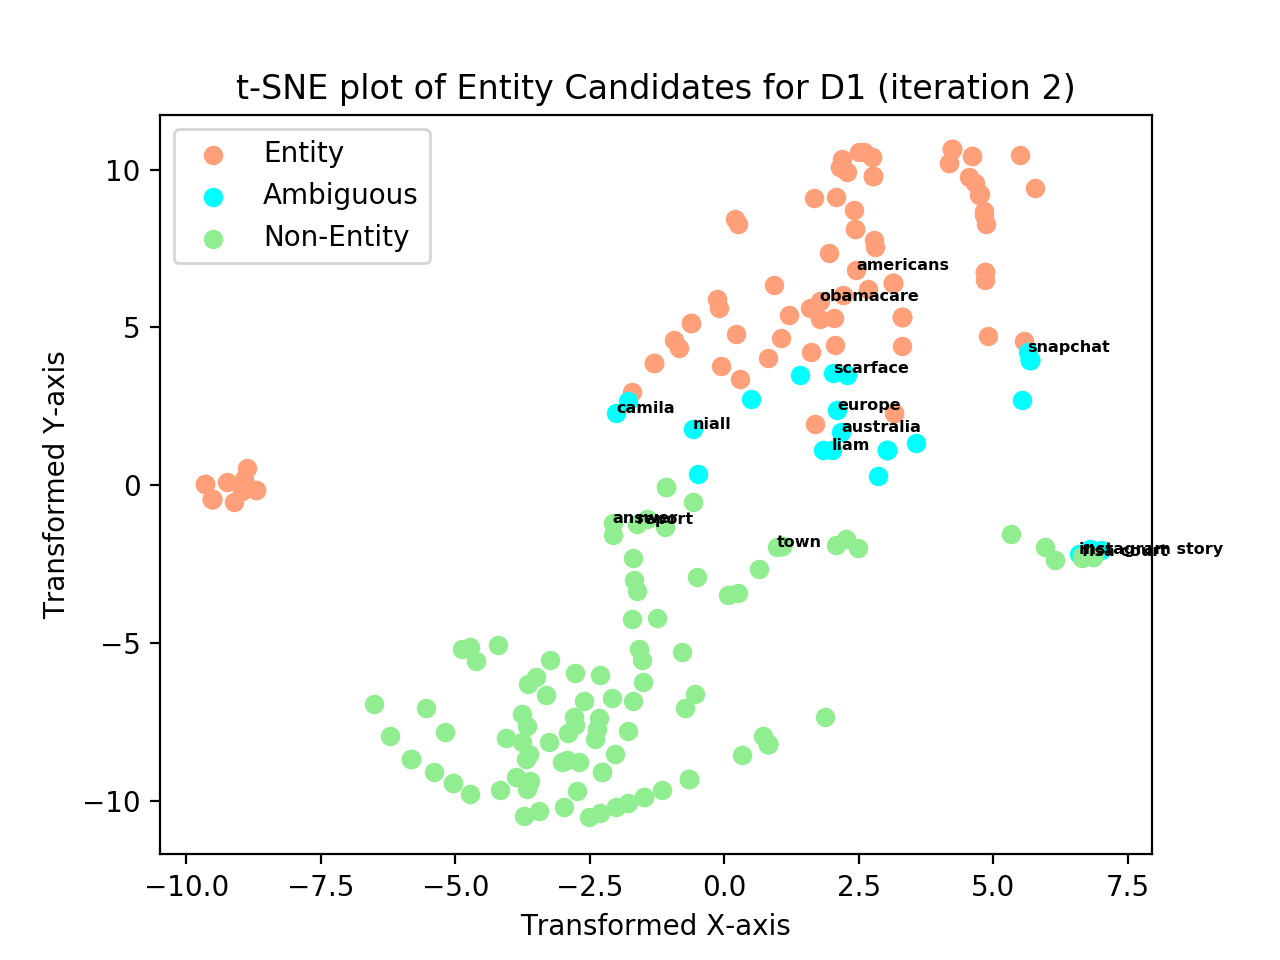 t-SNE plot of Entity Candidates for D1 (iteration 2)
Entity
Ambiguous
Non-Entity
10
5
0
−5
−10
Transformed Y-axis
americans
obamacare
snapchat
scarface
camila
europe
niall
australia
liam
answer
report
town
instagram story
fisa court
−10.0 −7.5 −5.0 −2.5 0.0 2.5 5.0 7.5
Transformed X-axis